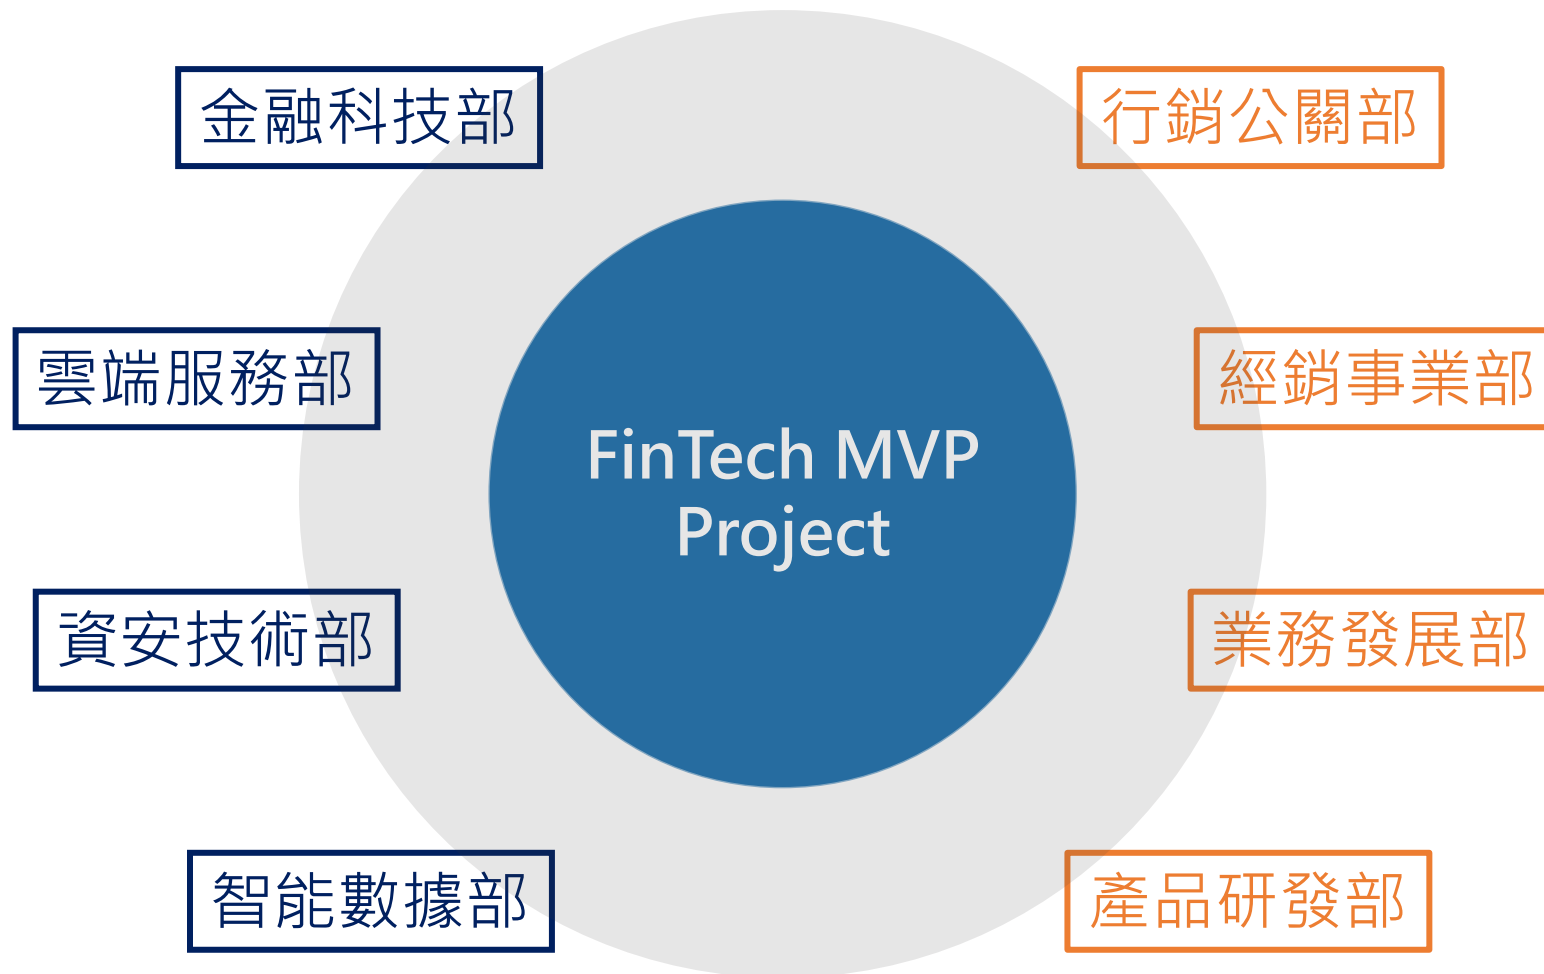 金融科技部
行銷公關部
雲端服務部
經銷事業部
FinTech MVP
Project
資安技術部
業務發展部
智能數據部
產品研發部